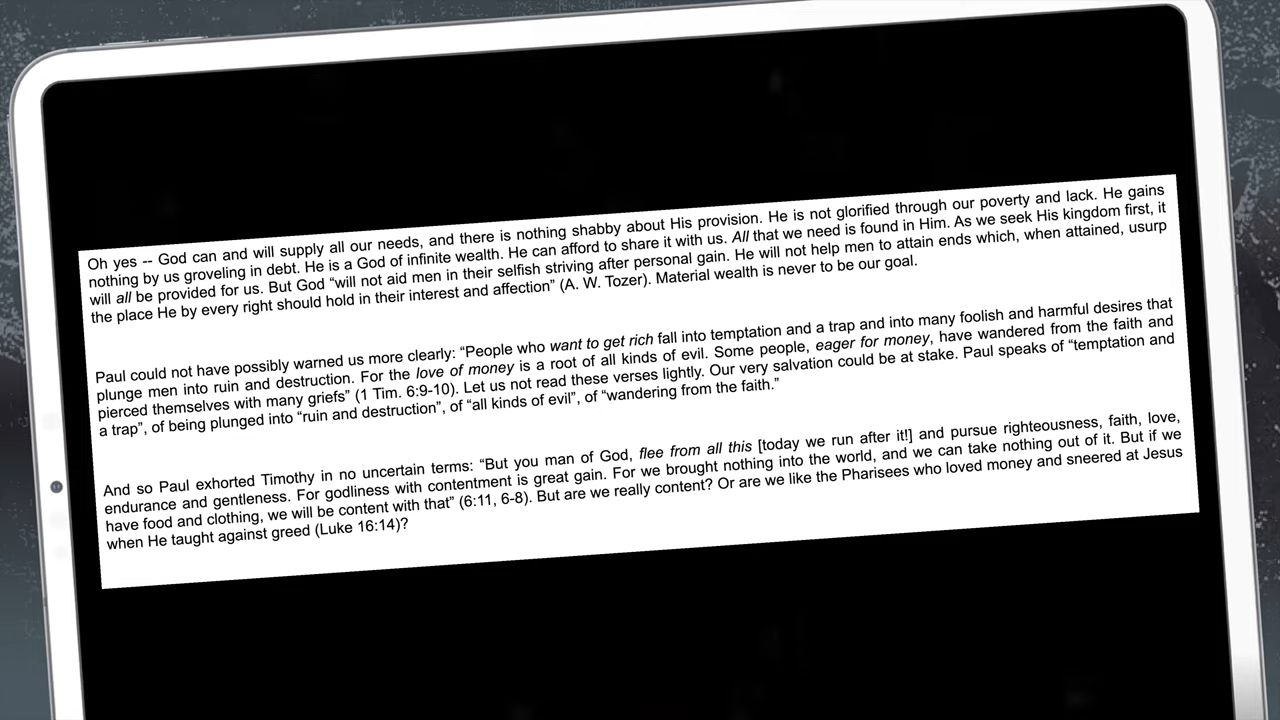 Oh yes -- God can and will supply all our needs, and there is nothing shabby about His provision. He is not glorified through our poverty and lack. He gains
nothing by us groveling in debt. He is a God of infinite wealth. He can afford to share it with us. All that we need is found in Him. As we seek His kingdom first, it
will all be provided for us. But God “will not aid men in their selfish striving after personal gain. He will not help men to attain ends which, when attained, usurp
the place He by every right should hold in their interest and affection” (A. W. Tozer). Material wealth is never to be our goal.
Paul could not have possibly warned us more clearly: “People who want to get rich fall into temptation and a trap and into many foolish and harmful desires that
plunge men into ruin and destruction. For the love of money is a root of all kinds of evil. Some people, eager for money, have wandered from the faith and
pierced themselves with many griefs” (1 Tim. 6:9-10). Let us not read these verses lightly. Our very salvation could be at stake. Paul speaks of “temptation and
a trap”, of being plunged into “ruin and destruction”, of “all kinds of evil”, of “wandering from the faith.”
And so Paul exhorted Timothy in no uncertain terms: “But you man of God, flee from all this [today we run after it!] and pursue righteousness, faith, love,
endurance and gentleness. For godliness with contentment is great gain. For we brought nothing into the world, and we can take nothing out of it. But if we
have food and clothing, we will be content with that” (6:11, 6-8). But are we really content? Or are we like the Pharisees who loved money and sneered at Jesus
when He taught against greed (Luke 16:14)?